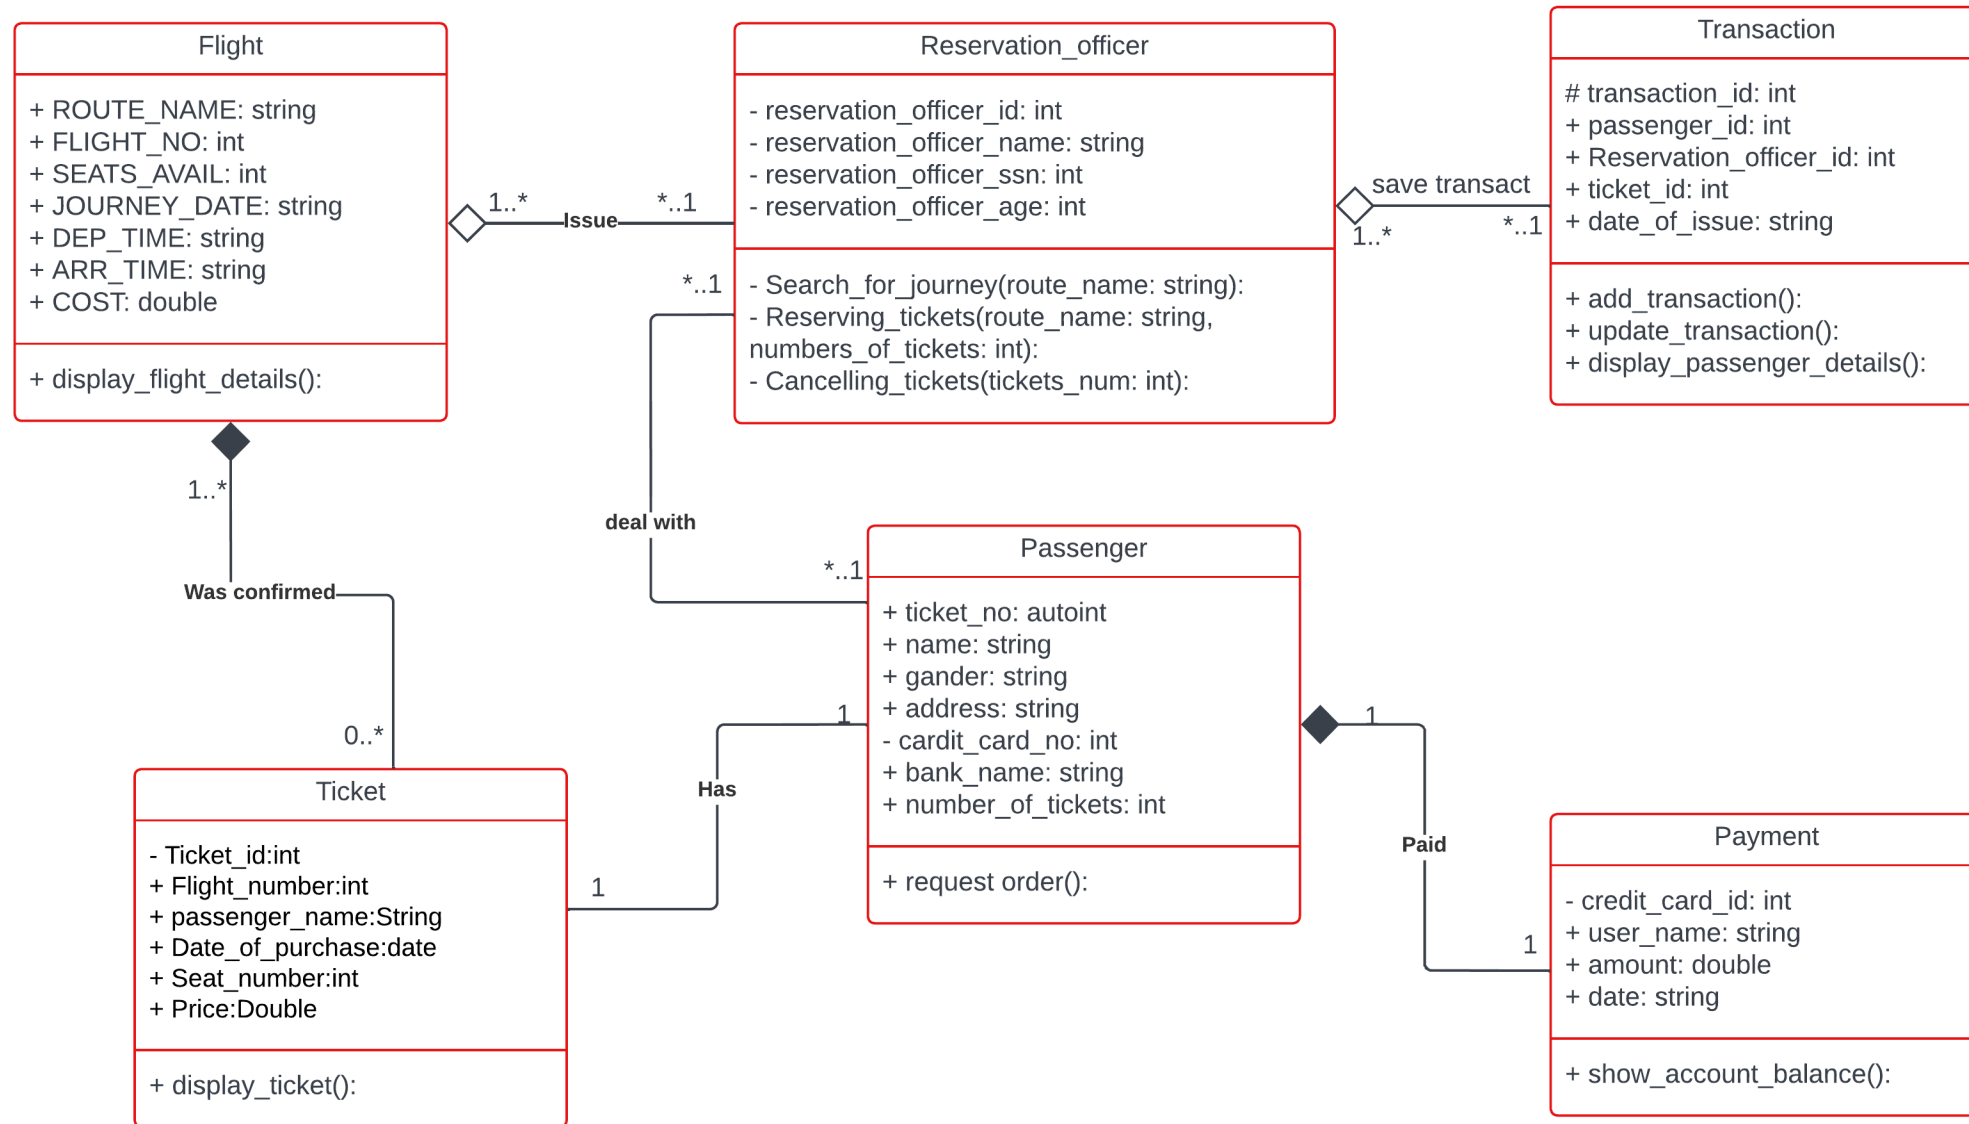 Flight
+ ROUTE_NAME: string
+ FLIGHT_NO: int
+ SEATS_AVAIL: int
+ JOURNEY_DATE: string
+ DEP_TIME: string
+ ARR_TIME: string
+ COST: double
+ display_flight_details():
1..*
Issue
*..1
Reservation_officer
- reservation_officer_id: int
- reservation_officer_name: string
- reservation_officer_ssn: int
- reservation_officer_age: int
- Search_for_journey(route_name: string):
- Reserving_tickets(route_name: string,
numbers_of_tickets: int):
- Cancelling_tickets(tickets_num: int):
save transact
1..*
*..1
Transaction
# transaction_id: int
+ passenger_id: int
+ Reservation_officer_id: int
+ ticket_id: int
+ date_of_issue: string
+ add_transaction():
+ update_transaction():
+ display_passenger_details():
*..1
deal with
*..1
1..*
Was confirmed
0..*
Passenger
+ ticket_no: autoint
+ name: string
+ gander: string
+ address: string
- cardit_card_no: int
+ bank_name: string
+ number_of_tickets: int
+ request order():
1
Has
1
Ticket
- Ticket_id:int
+ Flight_number:int
+ passenger_name:String
+ Date_of_purchase:date
+ Seat_number:int
+ Price:Double
+ display_ticket():
1
Paid
1
Payment
- credit_card_id: int
+ user_name: string
+ amount: double
+ date: string
+ show_account_balance():